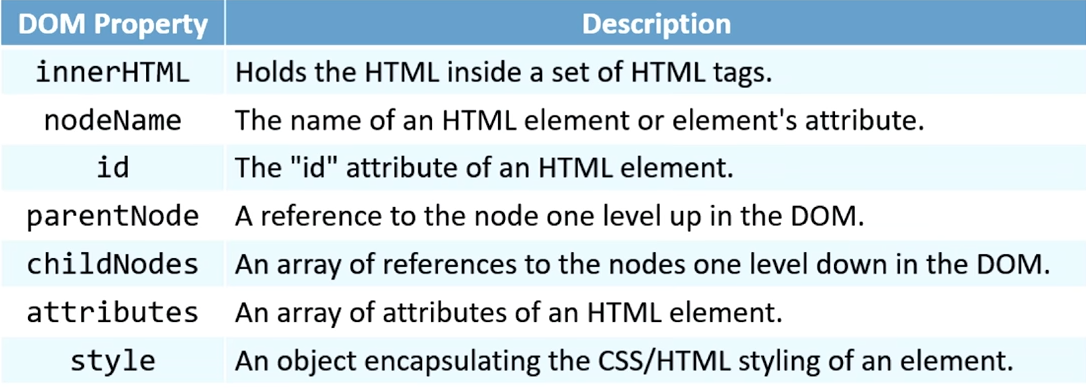 DOM Property Description
innerHTML Holds the HTML inside a set of HTML tags.
nodeName The name of an HTML element or element's attribute.
id The "id" attribute of an HTML element.
parentNode A reference to the node one level up in the DOM.
childNodes An array of references to the nodes one level down in the DOM.
attributes An array of attributes of an HTML element.
style An object encapsulating the CSS/HTML styling of an element.